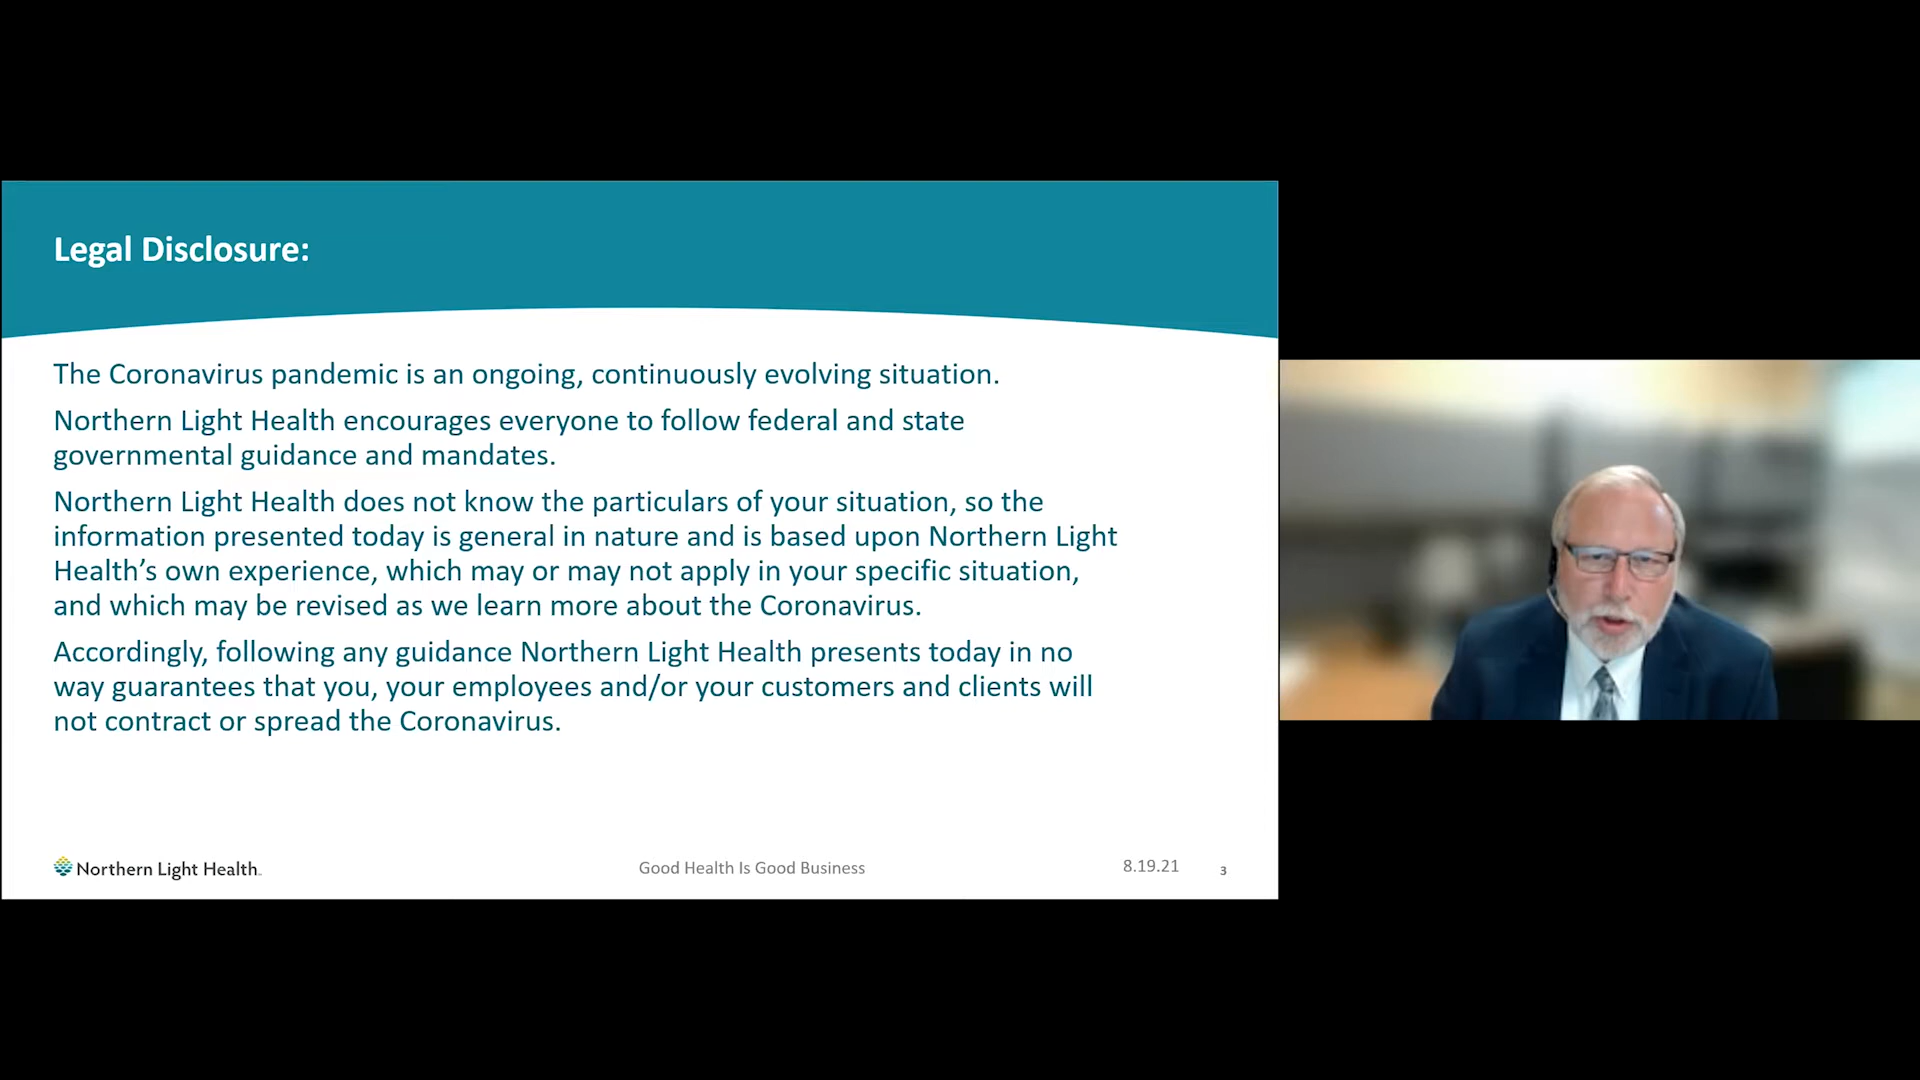 Legal Disclosure:
The Coronavirus pandemic is an ongoing, continuously evolving situation.
Northern Light Health encourages everyone to follow federal and state
governmental guidance and mandates.
Northern Light Health does not know the particulars of your situation, so the
information presented today is general in nature and is based upon Northern Light
Health’s own experience, which may or may not apply in your specific situation,
and which may be revised as we learn more about the Coronavirus.
Accordingly, following any guidance Northern Light Health presents today in no
way guarantees that you, your employees and/or your customers and clients will
not contract or spread the Coronavirus.
Northern Light Health
Good Health Is Good Business
8.19.21
3